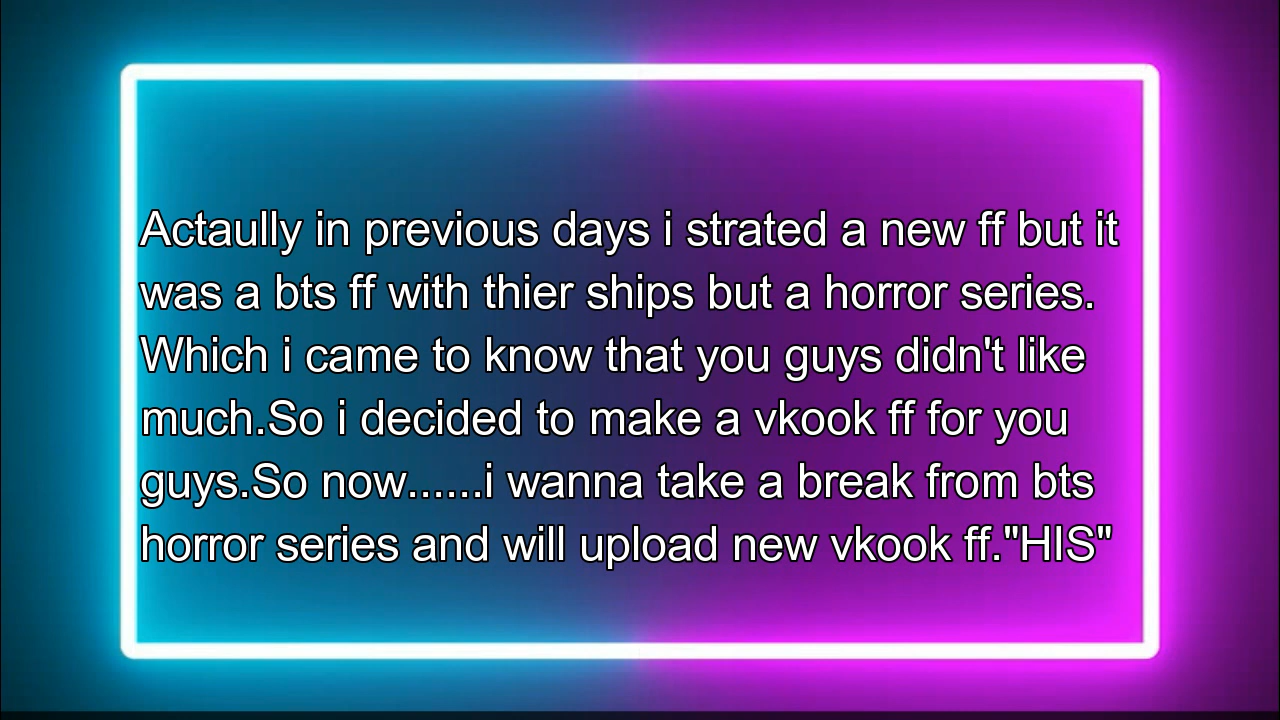 Actaully in previous days i strated a new ff but it
was a bts ff with thier ships but a horror series.
Which i came to know that you guys didn't like
much.So i decided to make a vkook ff for you
guys.So now......i wanna take a break from bts
horror series and will upload new vkook ff."HIS"